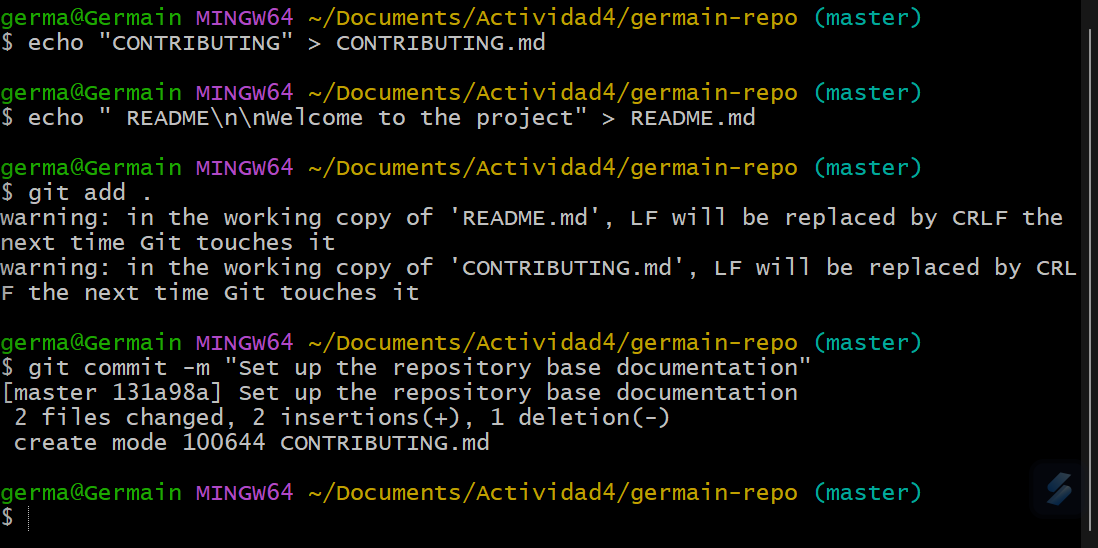 germa@Germain MINGW64 ~/Documents/Actividad4/germain-repo (master)
$ echo "CONTRIBUTING" > CONTRIBUTING.md
germa@Germain MINGW64 ~/Documents/Actividad4/germain-repo (master)
$ echo " README\n\nWelcome to the project" > README.md
germa@Germain MINGW64 ~/Documents/Actividad4/germain-repo (master)
$ git add .
warning: in the working copy of 'README.md', LF will be replaced by CRLF the
next time Git touches it
warning: in the working copy of 'CONTRIBUTING.md', LF will be replaced by CRL
F the next time Git touches it
germa@Germain MINGW64 ~/Documents/Actividad4/germain-repo (master)
$ git commit -m "Set up the repository base documentation"
[master 131a98a] Set up the repository base documentation
 2 files changed, 2 insertions(+), 1 deletion(-)
 create mode 100644 CONTRIBUTING.md
germa@Germain MINGW64 ~/Documents/Actividad4/germain-repo (master)
$